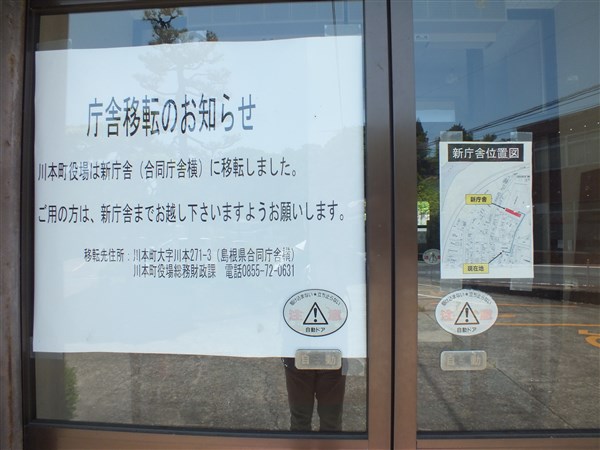 庁舎移転のお知らせ
川本町役場は新庁舎（合同庁舎横）に移転しました。
ご用の方は、新庁舎までお越し下さいますようお願いします。
移転先住所：川本町大字川本271-3（島根県合同庁舎横）
川本町役場総務財政課　電話0855-72-0631
新庁舎位置図
新庁舎
現在地
注意
自動ドア
注意
自動ドア